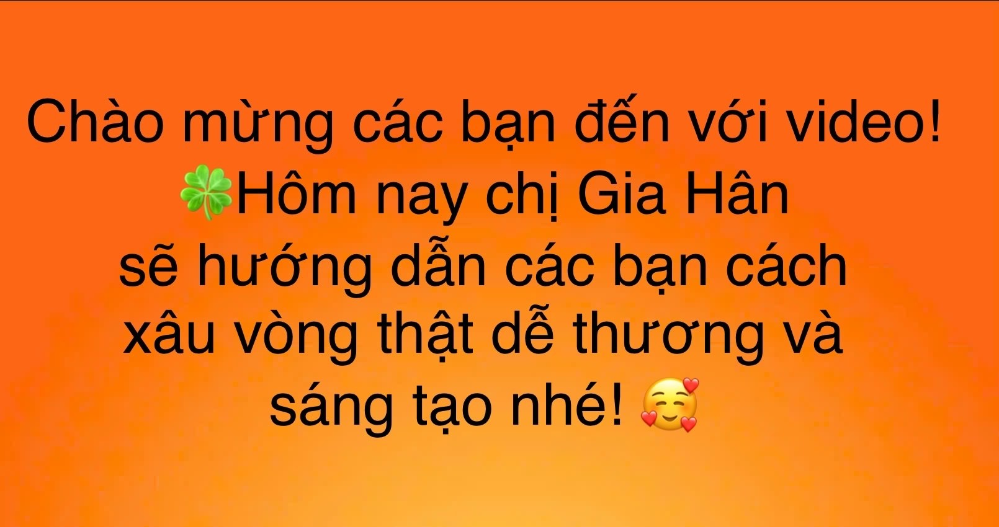 Chào mừng các bạn đến với video!
🍀Hôm nay chị Gia Hân
sẽ hướng dẫn các bạn cách
xâu vòng thật dễ thương và
sáng tạo nhé! 🥰